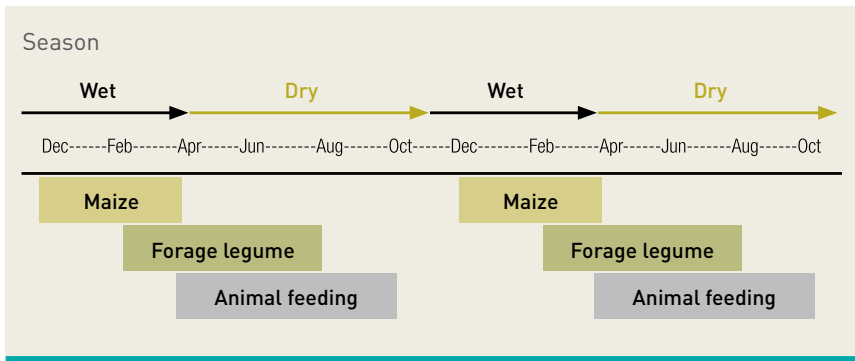 Season
Wet Dry Wet Dry
Dec------Feb-------Apr------Jun--------Aug-------Oct------Dec--------Feb-------Apr------Jun-------Aug-------Oct
Maize Maize
Forage legume Forage legume
Animal feeding Animal feeding